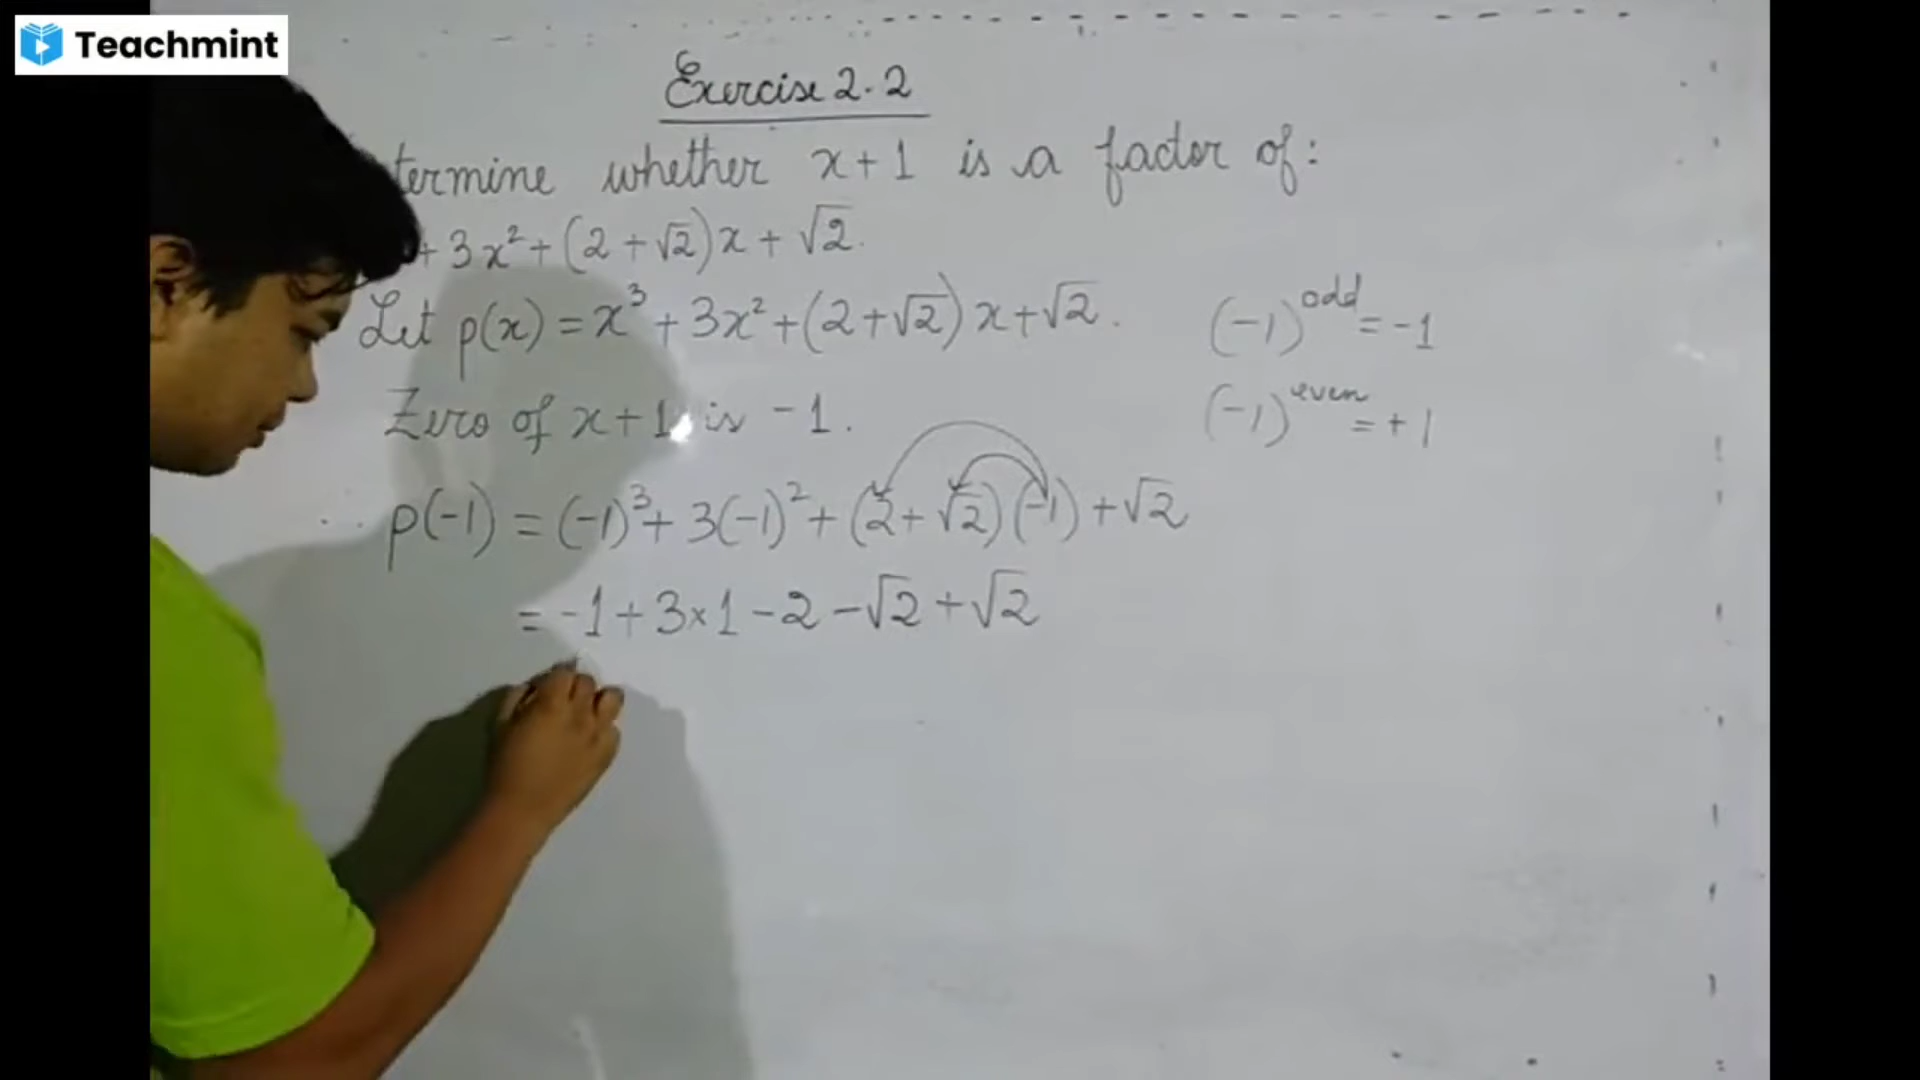 Teachmint
Exercise 2.2
termine whether x+1 is a factor of:
+ 3x² + (2+√2)x + √2.
Let p(x) = x³ + 3x² + (2+√2)x + √2.
(-1)^odd = -1
Zero of x+1 is -1.
(-1)^even = +1
p(-1) = (-1)³ + 3(-1)² + (2+√2)(-1) + √2
= -1 + 3×1 - 2 - √2 + √2